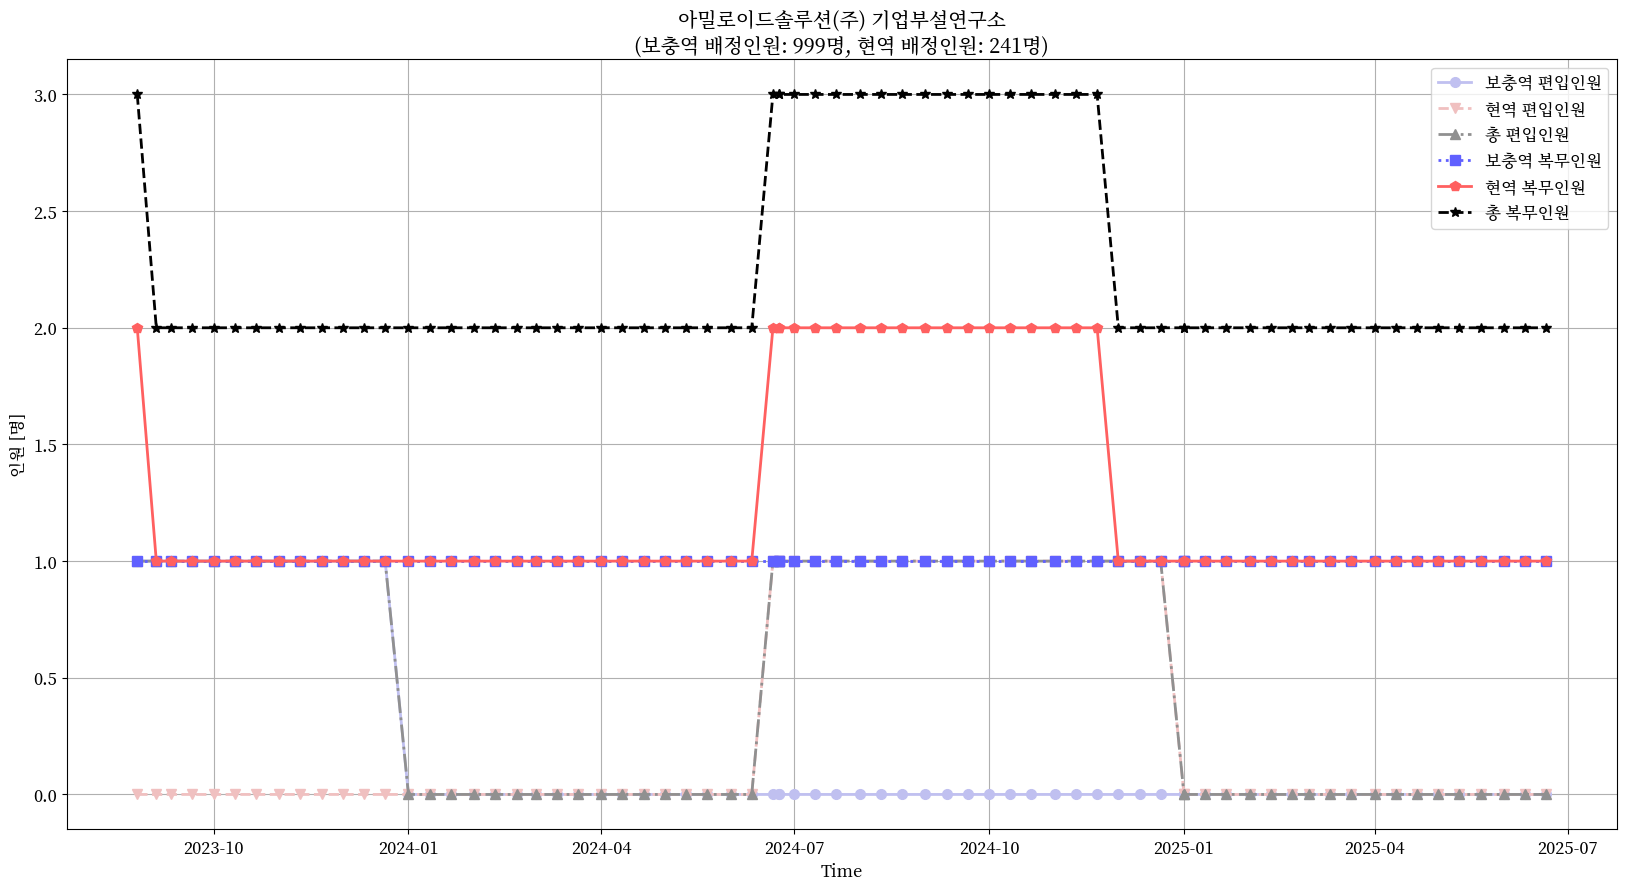 아밀로이드솔루션(주) 기업부설연구소
(보충역 배정인원: 999명, 현역 배정인원: 241명)
보충역 편입인원
현역 편입인원
총 편입인원
보충역 복무인원
현역 복무인원
총 복무인원
인원 [명]
3.0
2.5
2.0
1.5
1.0
0.5
0.0
2023-10
2024-01
2024-04
2024-07
2024-10
2025-01
2025-04
2025-07
Time